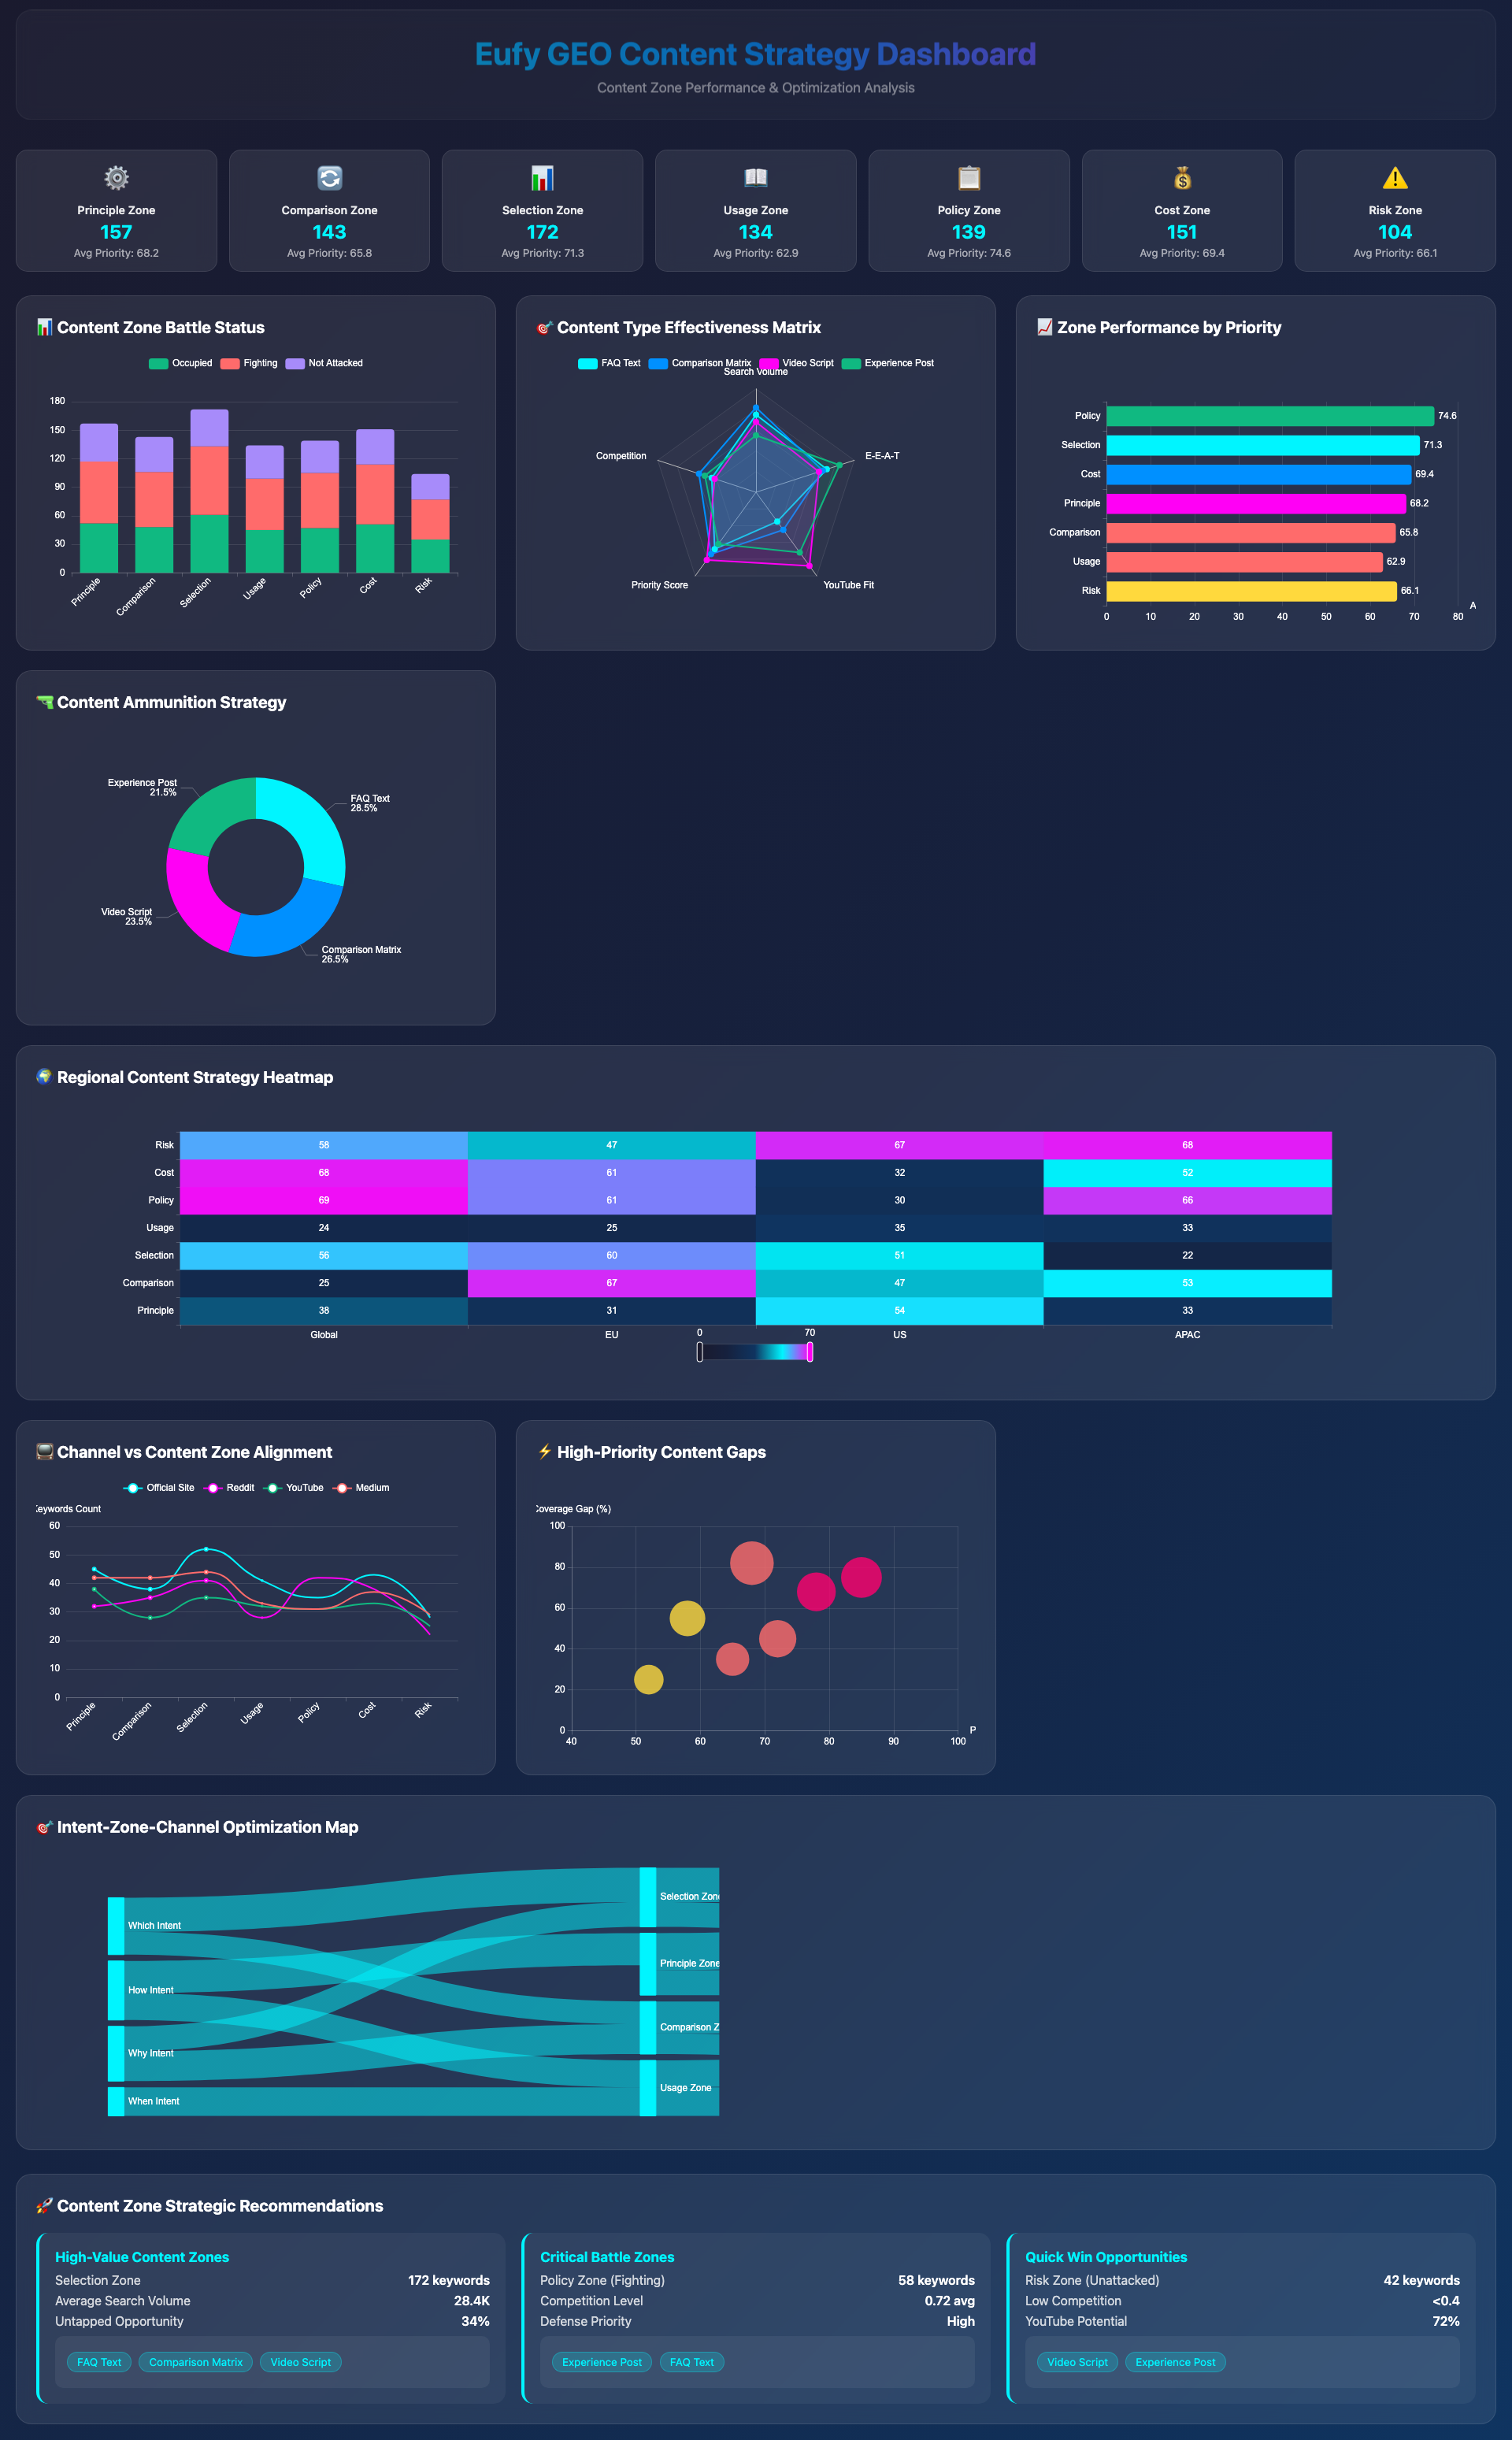 Eufy GEO Content Strategy Dashboard
Content Zone Performance & Optimization Analysis
Principle Zone
157
Avg Priority: 68.2
Comparison Zone
143
Avg Priority: 65.8
Selection Zone
172
Avg Priority: 71.3
Usage Zone
134
Avg Priority: 62.9
Policy Zone
139
Avg Priority: 74.6
Cost Zone
151
Avg Priority: 69.4
Risk Zone
104
Avg Priority: 66.1
Content Zone Battle Status
Occupied Fighting Not Attacked
180
150
120
90
60
30
0
Principle Comparison Selection Usage Policy Cost Risk
Content Type Effectiveness Matrix
FAQ Text Comparison Matrix Video Script Experience Post
Search Volume
Competition
E-E-A-T
Priority Score
YouTube Fit
Zone Performance by Priority
Policy 74.6
Selection 71.3
Cost 69.4
Principle 68.2
Comparison 65.8
Usage 62.9
Risk 66.1
A
0 10 20 30 40 50 60 70 80
Content Ammunition Strategy
Experience Post
21.5%
FAQ Text
28.5%
Video Script
23.5%
Comparison Matrix
26.5%
Regional Content Strategy Heatmap
Risk 58 47 67 68
Cost 68 61 32 52
Policy 69 61 30 66
Usage 24 25 35 33
Selection 56 60 51 22
Comparison 25 67 47 53
Principle 38 31 54 33
Global EU US APAC
0 70
Channel vs Content Zone Alignment
Official Site Reddit YouTube Medium
Keywords Count
60
50
40
30
20
10
0
Principle Comparison Selection Usage Policy Cost Risk
High-Priority Content Gaps
Coverage Gap (%)
100
80
60
40
20
0
P
40 50 60 70 80 90 100
Intent-Zone-Channel Optimization Map
Which Intent
How Intent
Why Intent
When Intent
Selection Zone
Principle Zone
Comparison Z
Usage Zone
Content Zone Strategic Recommendations
High-Value Content Zones
Selection Zone 172 keywords
Average Search Volume 28.4K
Untapped Opportunity 34%
FAQ Text Comparison Matrix Video Script
Critical Battle Zones
Policy Zone (Fighting) 58 keywords
Competition Level 0.72 avg
Defense Priority High
Experience Post FAQ Text
Quick Win Opportunities
Risk Zone (Unattacked) 42 keywords
Low Competition <0.4
YouTube Potential 72%
Video Script Experience Post